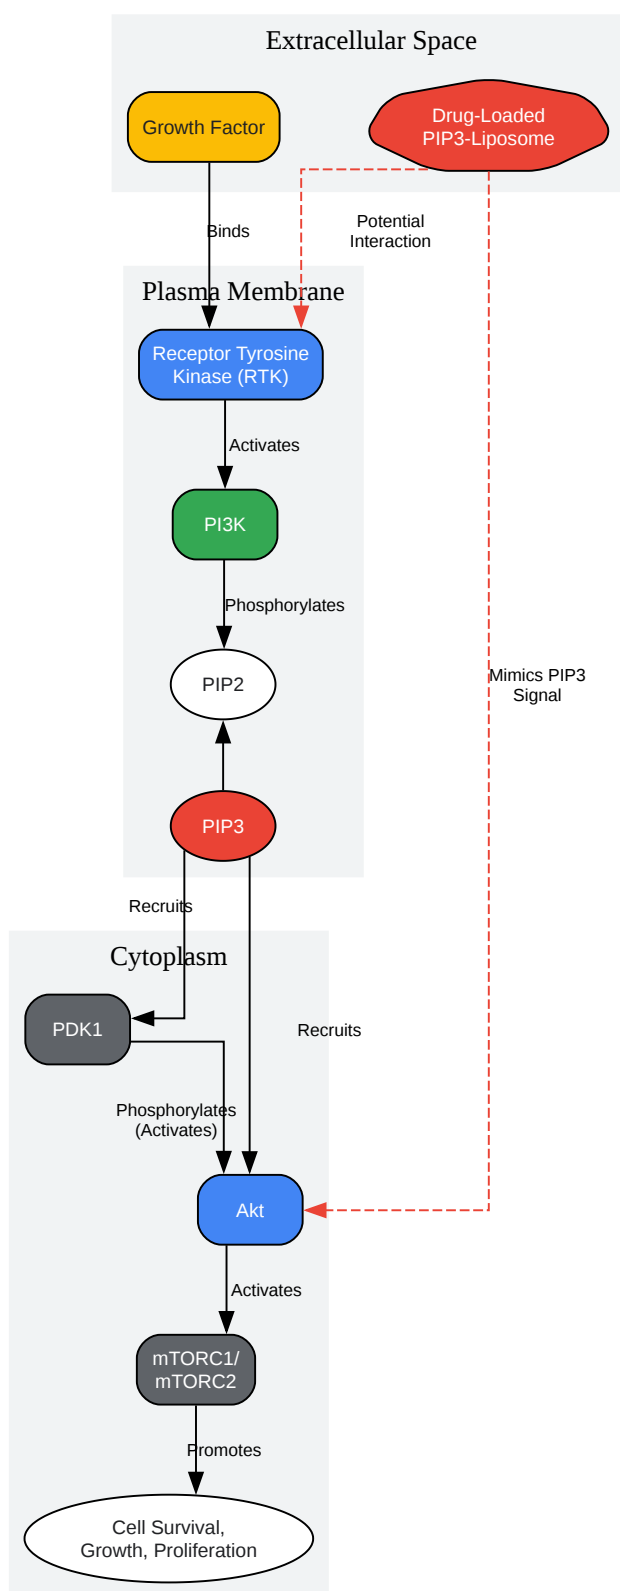 Extracellular Space
Growth Factor
Drug-Loaded
PIP3-Liposome
Binds
Potential
Interaction
Plasma Membrane
Receptor Tyrosine
Kinase (RTK)
Activates
PI3K
Phosphorylates
PIP2
Mimics PIP3
Signal
PIP3
Recruits
Cytoplasm
PDK1
Recruits
Phosphorylates
(Activates)
Akt
Activates
mTORC1/
mTORC2
Promotes
Cell Survival,
Growth, Proliferation